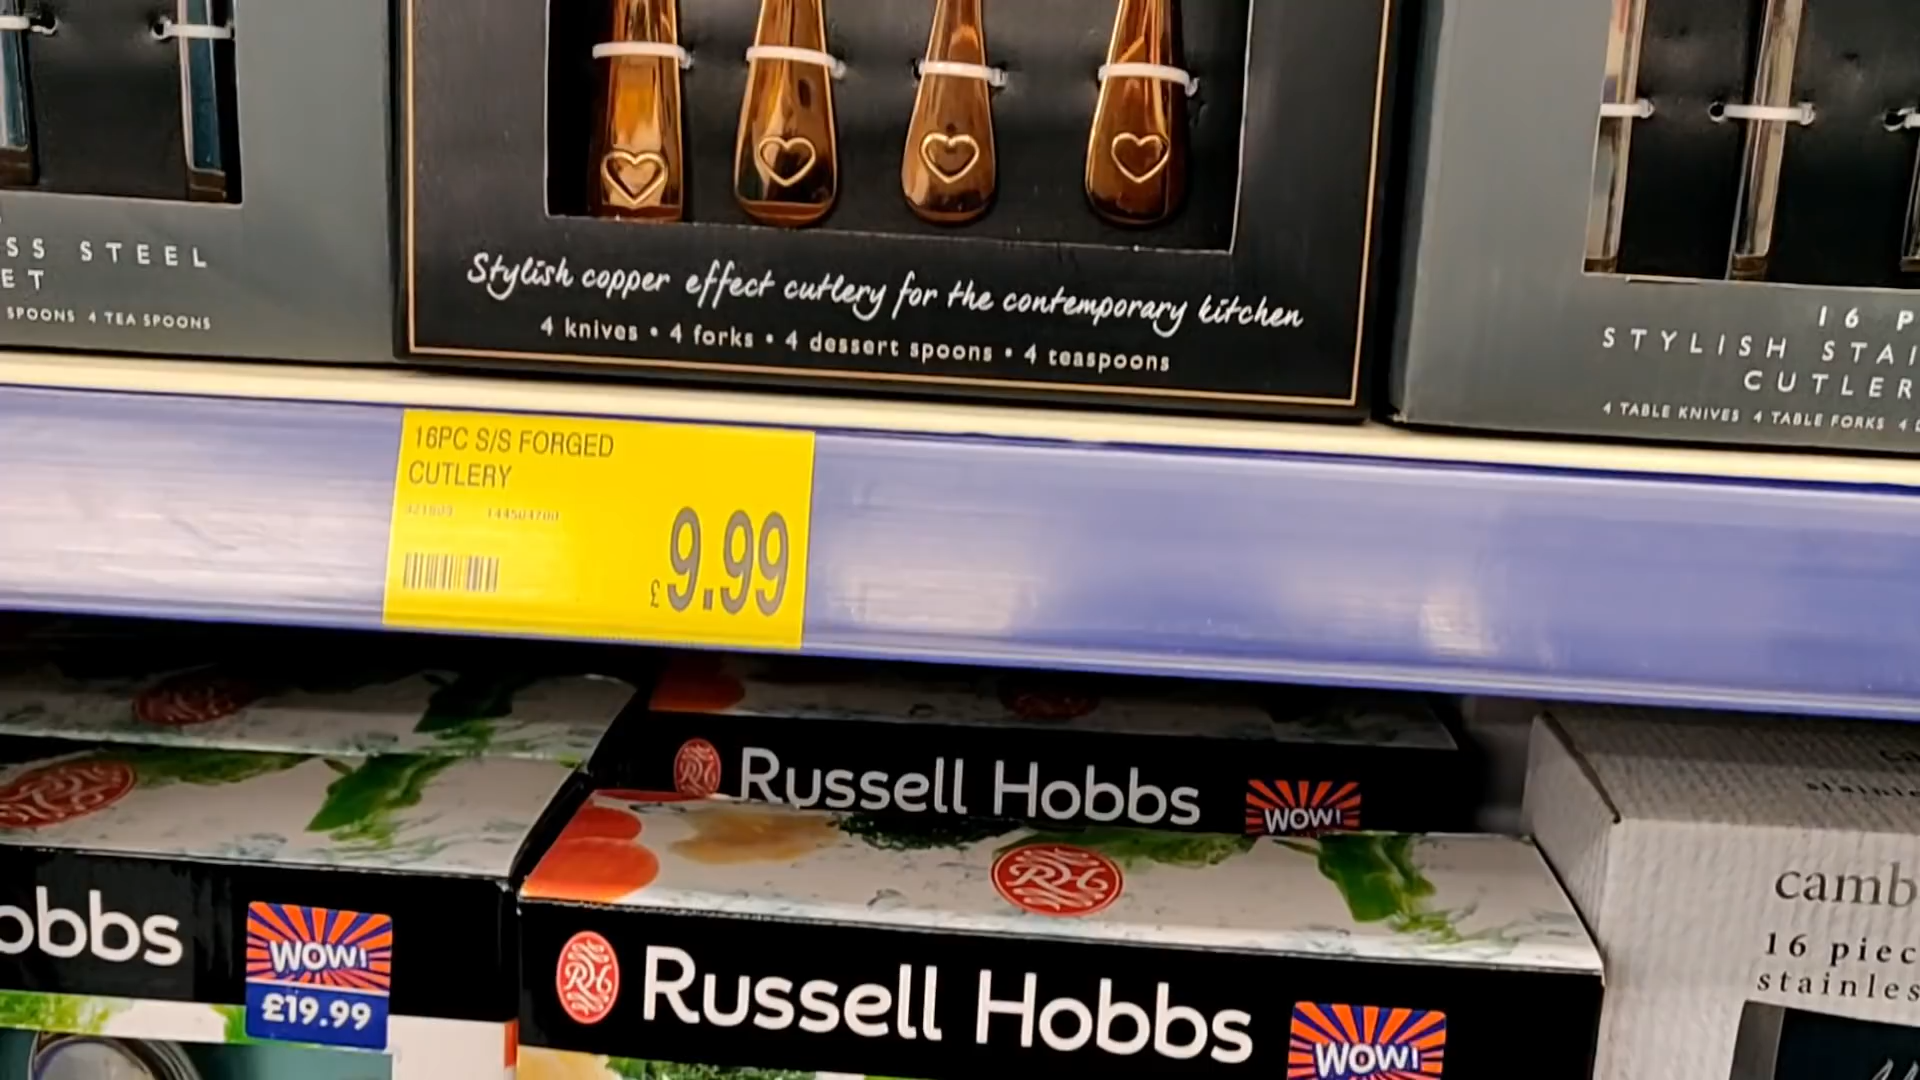 SS STEEL
ET
SPOONS 4 TEA SPOONS
Stylish copper effect cutlery for the contemporary kitchen
4 knives • 4 forks • 4 dessert spoons • 4 teaspoons
16 P
STYLISH STAI
CUTLER
4 TABLE KNIVES 4 TABLE FORKS 4 D
16PC S/S FORGED
CUTLERY
£9.99
Russell Hobbs
WOW!
obbs
WOW!
£19.99
RH
Russell Hobbs
WOW!
camb
16 piec
stainles